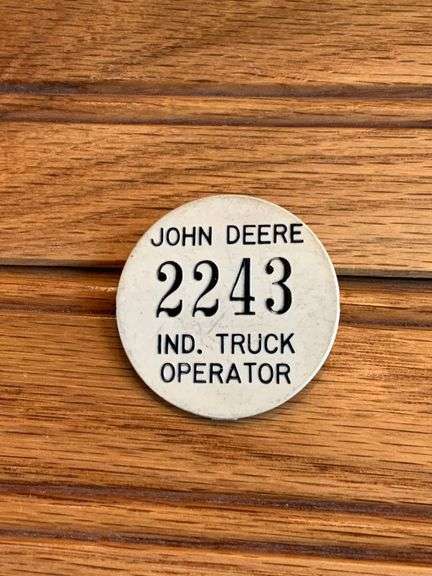 JOHN DEERE
2243
IND. TRUCK
OPERATOR